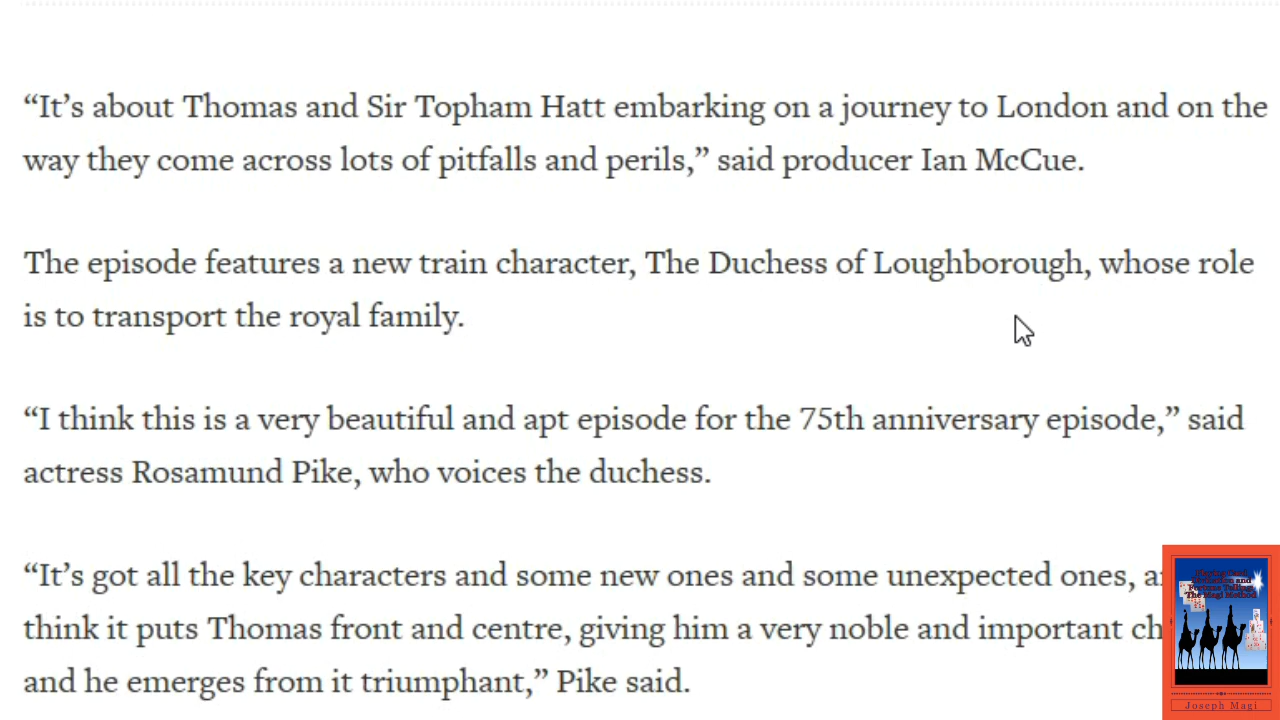 “It’s about Thomas and Sir Topham Hatt embarking on a journey to London and on the
way they come across lots of pitfalls and perils,” said producer Ian McCue.
The episode features a new train character, The Duchess of Loughborough, whose role
is to transport the royal family.
“I think this is a very beautiful and apt episode for the 75th anniversary episode,” said
actress Rosamund Pike, who voices the duchess.
“It’s got all the key characters and some new ones and some unexpected ones,
think it puts Thomas front and centre, giving him a very noble and important
and he emerges from it triumphant,” Pike said.
Fortune Telling:
The Magi Method
Joseph Magi